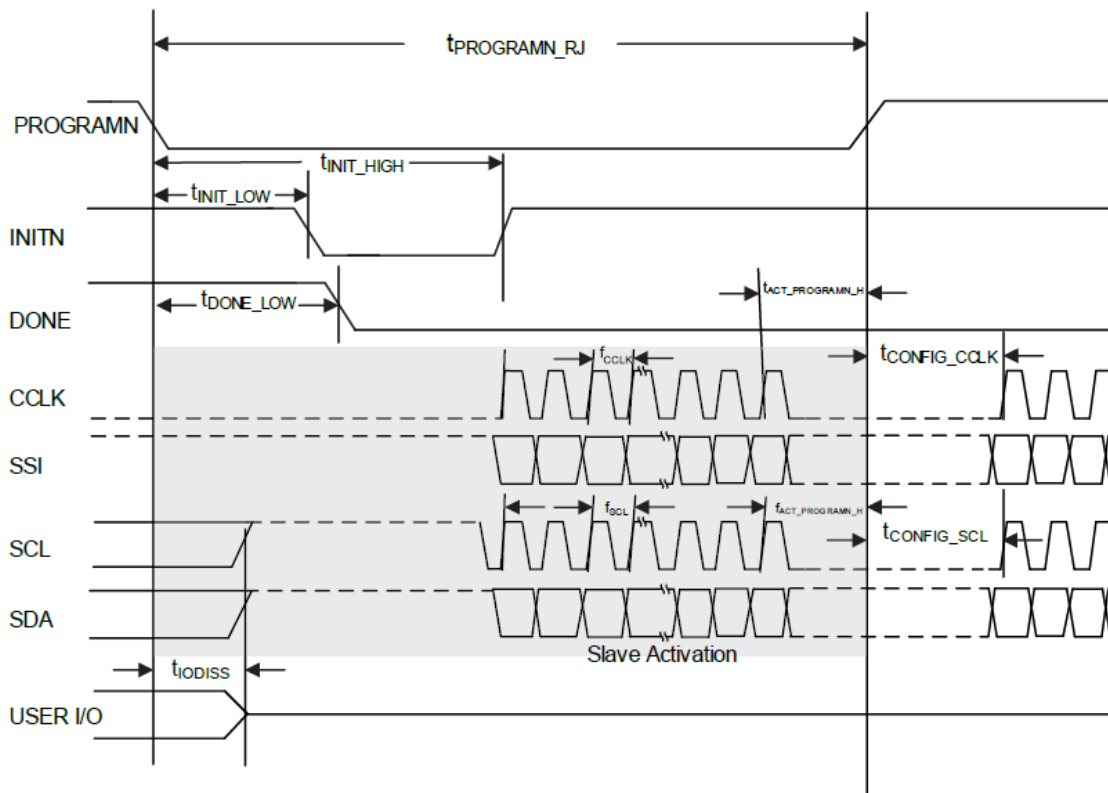 tPROGRAMN_RJ
PROGRAMN
tINIT_HIGH
tINIT_LOW
INITN
tACT_PROGRAMN_H
tDONE_LOW
DONE
fCCLK
tCONFIG_CCLK
CCLK
SSI
fSCL
fACT_PROGRAMN_H
SCL
tCONFIG_SCL
SDA
Slave Activation
tIODISS
USER I/O